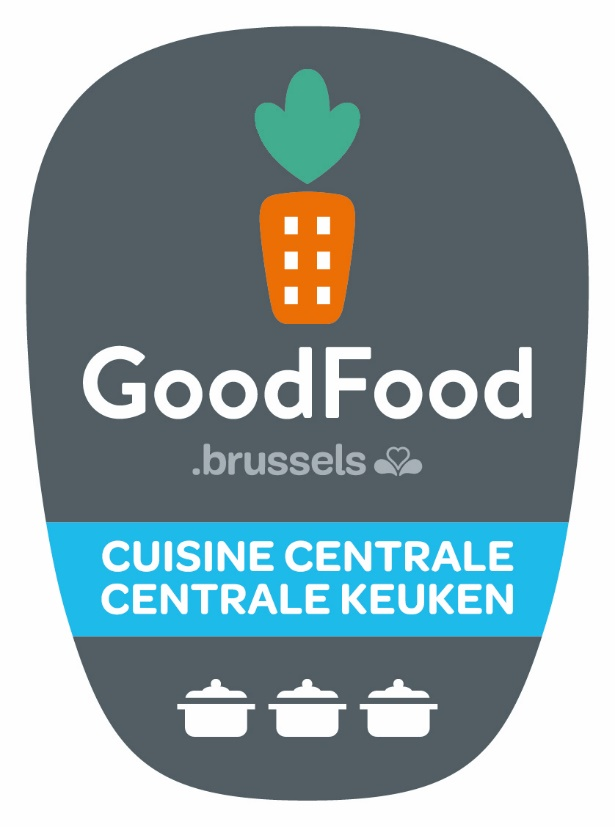 GoodFood
.brussels
CUISINE CENTRALE
CENTRALE KEUKEN